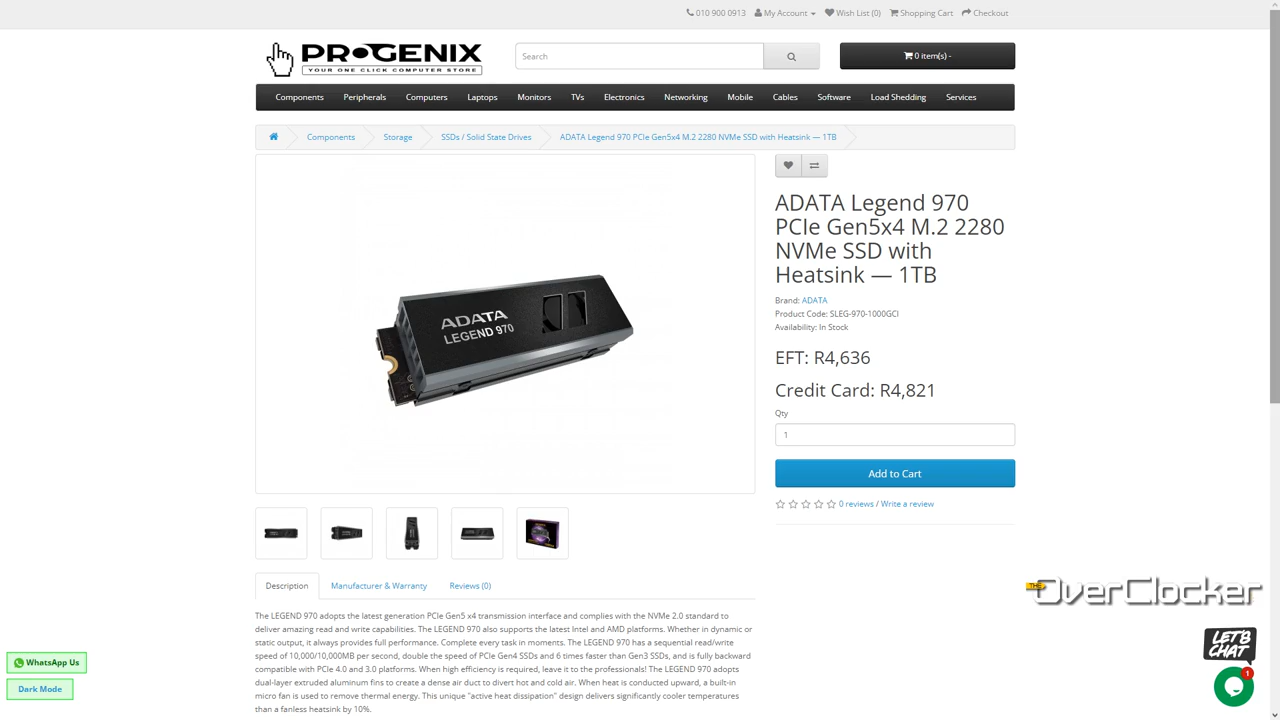 010 900 0913 My Account Wish List (0) Shopping Cart Checkout
PROGENIX
YOUR ONE CLICK COMPUTER STORE
Search
0 item(s) -
Components Peripherals Computers Laptops Monitors TVs Electronics Networking Mobile Cables Software Load Shedding Services
Components Storage SSDs / Solid State Drives ADATA Legend 970 PCIe Gen5x4 M.2 2280 NVMe SSD with Heatsink — 1TB
ADATA
LEGEND 970
ADATA Legend 970
PCIe Gen5x4 M.2 2280
NVMe SSD with
Heatsink — 1TB
Brand: ADATA
Product Code: SLEG-970-1000GCI
Availability: In Stock
EFT: R4,636
Credit Card: R4,821
Qty
1
Add to Cart
0 reviews / Write a review
Description Manufacturer & Warranty Reviews (0)
The LEGEND 970 adopts the latest generation PCIe Gen5 x4 transmission interface and complies with the NVMe 2.0 standard to
deliver amazing read and write capabilities. The LEGEND 970 also supports the latest Intel and AMD platforms. Whether in dynamic or
static output, it always provides full performance. Complete every task in moments. The LEGEND 970 has a sequential read/write
speed of 10,000/10,000MB per second, double the speed of PCIe Gen4 SSDs and 6 times faster than Gen3 SSDs, and is fully backward
compatible with PCIe 4.0 and 3.0 platforms. When high efficiency is required, leave it to the professionals! The LEGEND 970 adopts
dual-layer extruded aluminum fins to create a dense air duct to divert hot and cold air. When heat is conducted upward, a built-in
micro fan is used to remove thermal energy. This unique "active heat dissipation" design delivers significantly cooler temperatures
than a fanless heatsink by 10%.
THE OverClocker
LET'S
CHAT
1
WhatsApp Us
Dark Mode